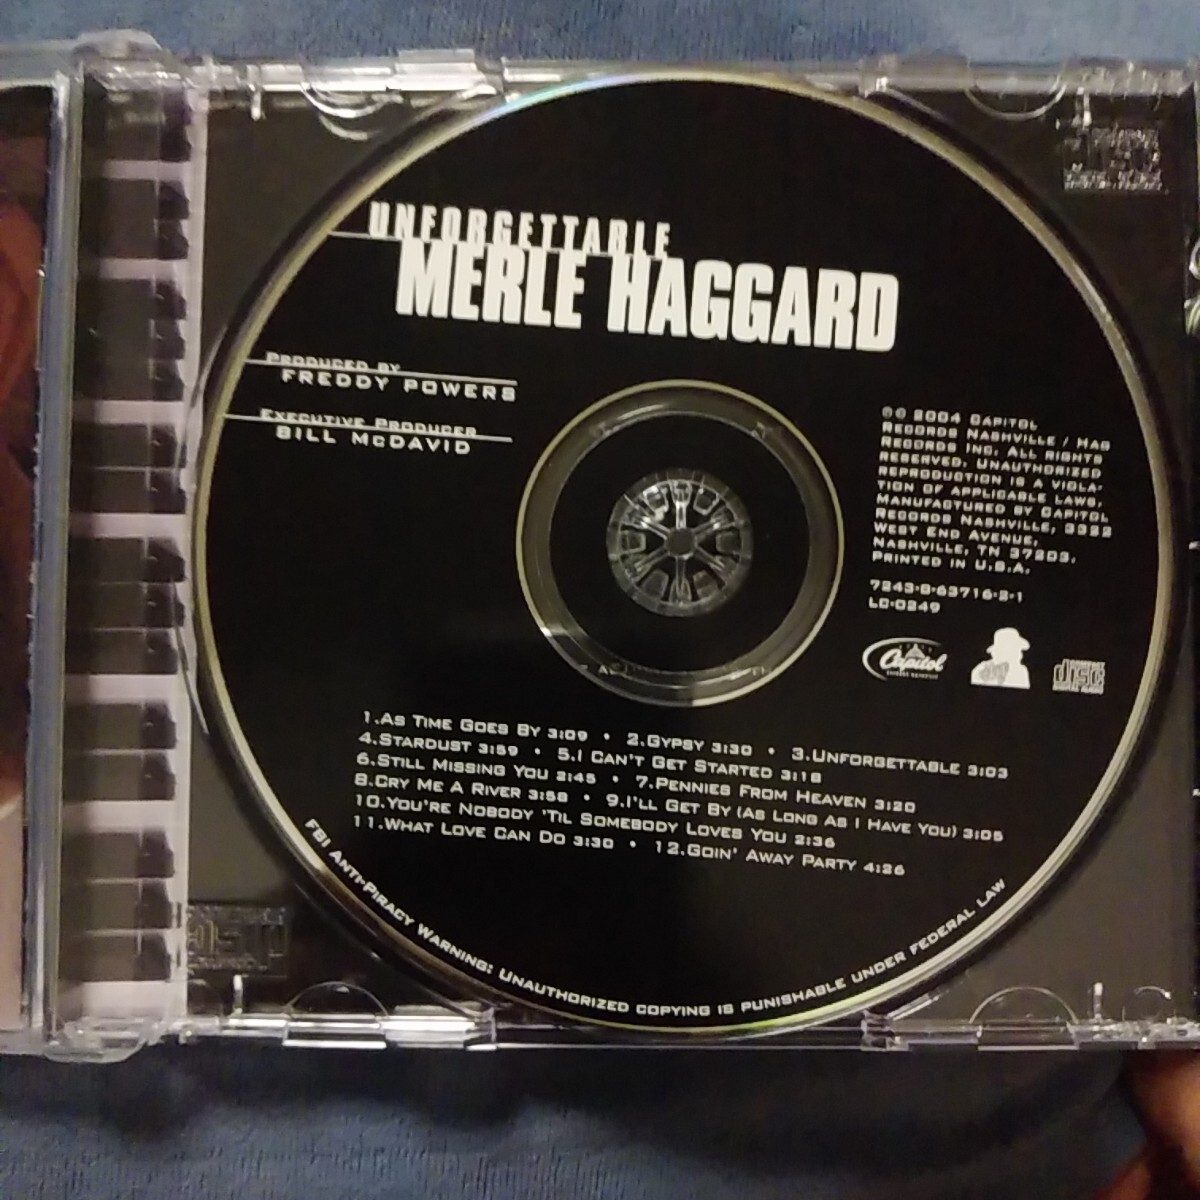 UNFORGETTABLE
MERLE HAGGARD
PRODUCED BY
FREDDY POWERS
EXECUTIVE PRODUCER
BILL MCDAVID
℗© 2004 CAPITOL
RECORDS NASHVILLE / HAG
RECORDS INC. ALL RIGHTS
RESERVED. UNAUTHORIZED
REPRODUCTION IS A VIOLA-
TION OF APPLICABLE LAWS.
MANUFACTURED BY CAPITOL
RECORDS NASHVILLE, 3322
WEST END AVENUE,
NASHVILLE, TN 37203.
PRINTED IN U.S.A.
7243-8-63716-2-1
LC-0249
Capitol
COMPACT
disc
DIGITAL AUDIO
1.AS TIME GOES BY 3:09 • 2.GYPSY 3:30 • 3.UNFORGETTABLE 3:03
4.STARDUST 3:59 • 5.I CAN'T GET STARTED 3:18
6.STILL MISSING YOU 2:45 • 7.PENNIES FROM HEAVEN 3:20
8.CRY ME A RIVER 3:58 • 9.I'LL GET BY (AS LONG AS I HAVE YOU) 3:05
10.YOU'RE NOBODY 'TIL SOMEBODY LOVES YOU 2:36
11.WHAT LOVE CAN DO 3:30 • 12.GOIN' AWAY PARTY 4:26
FBI ANTI-PIRACY WARNING: UNAUTHORIZED COPYING IS PUNISHABLE UNDER FEDERAL LAW